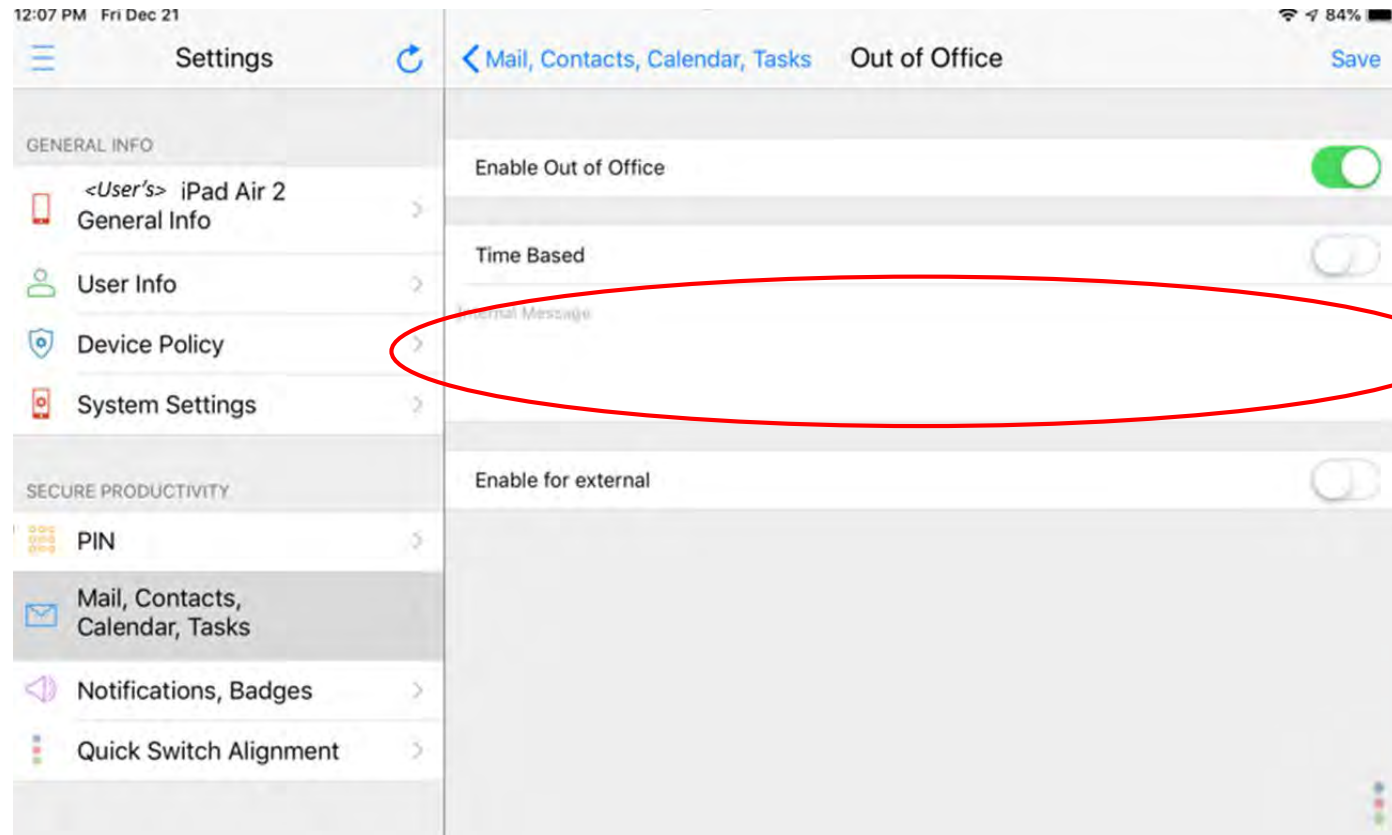 12:07 PM Fri Dec 21
84%
Settings
Mail, Contacts, Calendar, Tasks
Out of Office
Save
GENERAL INFO
<User's> iPad Air 2
General Info
User Info
Device Policy
System Settings
SECURE PRODUCTIVITY
PIN
Mail, Contacts,
Calendar, Tasks
Notifications, Badges
Quick Switch Alignment
Enable Out of Office
Time Based
Internal Message
Enable for external